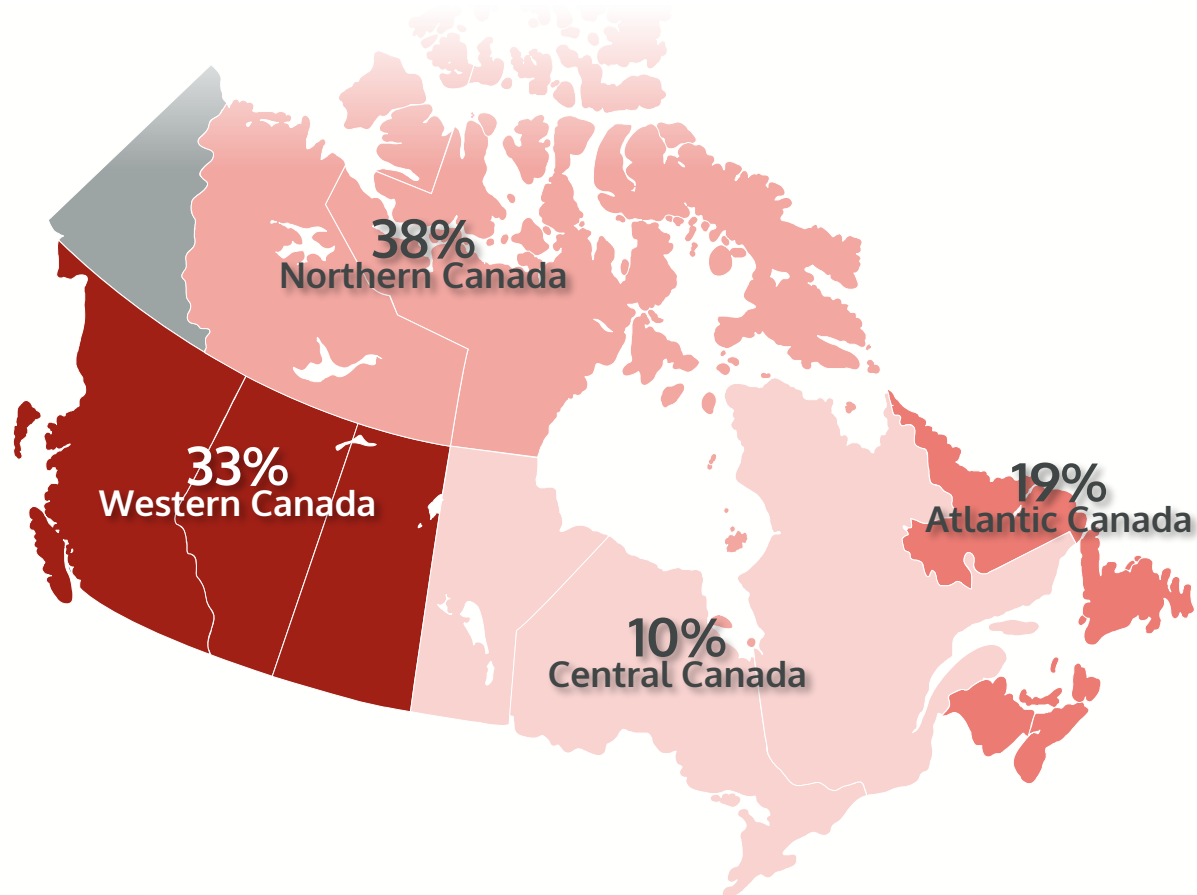 38%
Northern Canada
33%
Western Canada
19%
Atlantic Canada
10%
Central Canada